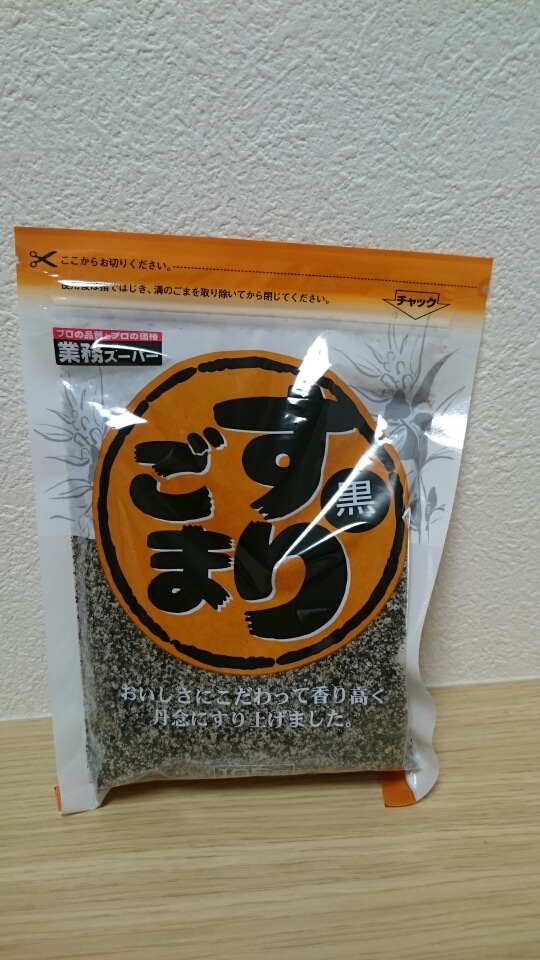 ここからお切りください。
使用後は指ではじき、溝のごまを取り除いてから閉じてください。
チャック
プロの品質とプロの価格
業務スーパー
黒
すり
ごま
おいしさにこだわって香り高く
丹念にすり上げました。